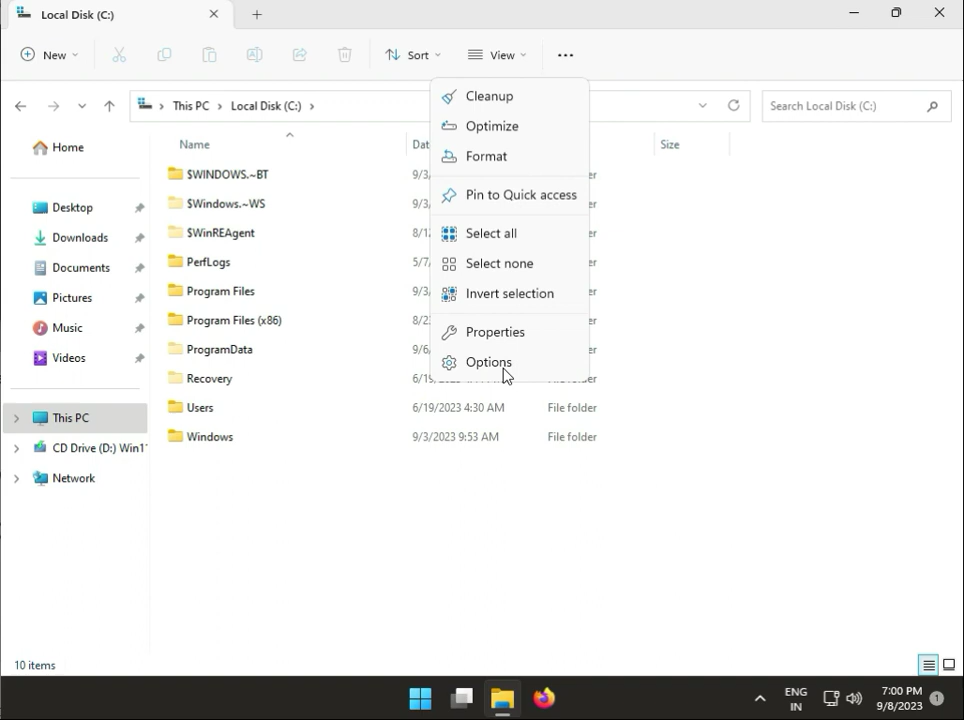 Local Disk (C:)
New
Sort
View
This PC > Local Disk (C:) >
Search Local Disk (C:)
Cleanup
Optimize
Format
Pin to Quick access
Select all
Select none
Invert selection
Properties
Options
Home
Desktop
Downloads
Documents
Pictures
Music
Videos
This PC
CD Drive (D:) Win1
Network
Name
Size
$WINDOWS.~BT
$Windows.~WS
$WinREAgent
PerfLogs
Program Files
Program Files (x86)
ProgramData
Recovery
Users 6/19/2023 4:30 AM File folder
Windows 9/3/2023 9:53 AM File folder
10 items
ENG
IN
7:00 PM
9/8/2023
1